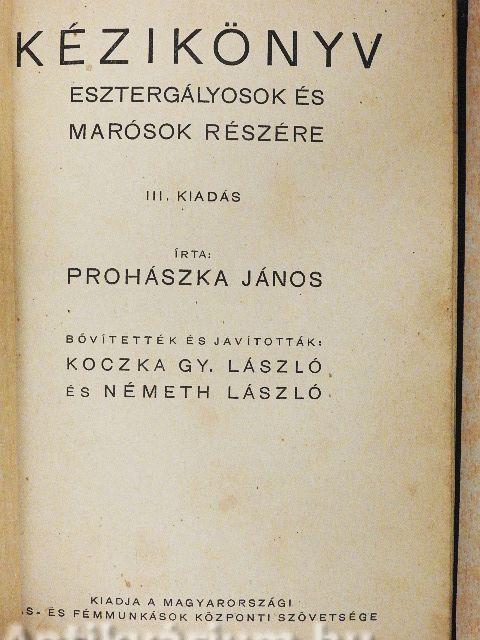 KÉZIKÖNYV
ESZTERGÁLYOSOK ÉS
MARÓSOK RÉSZÉRE
III. KIADÁS
ÍRTA:
PROHÁSZKA JÁNOS
BŐVÍTETTÉK ÉS JAVÍTOTTÁK:
KOCZKA GY. LÁSZLÓ
ÉS NÉMETH LÁSZLÓ
KIADJA A MAGYARORSZÁGI
ÉS FÉMMUNKÁSOK KÖZPONTI SZÖVETSÉGE